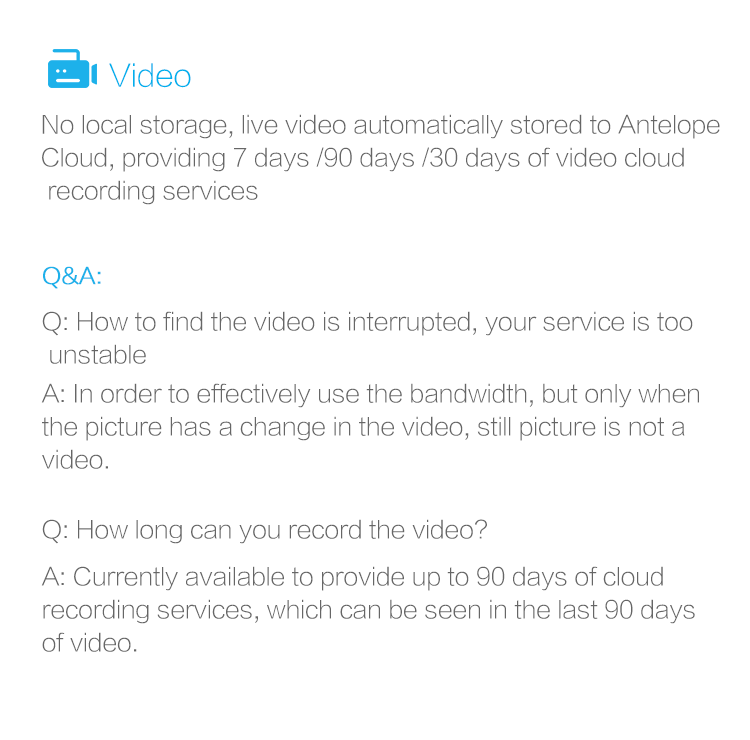 Video
No local storage, live video automatically stored to Antelope
Cloud, providing 7 days /90 days /30 days of video cloud
recording services
Q&A:
Q: How to find the video is interrupted, your service is too
unstable
A: In order to effectively use the bandwidth, but only when
the picture has a change in the video, still picture is not a
video.
Q: How long can you record the video?
A: Currently available to provide up to 90 days of cloud
recording services, which can be seen in the last 90 days
of video.